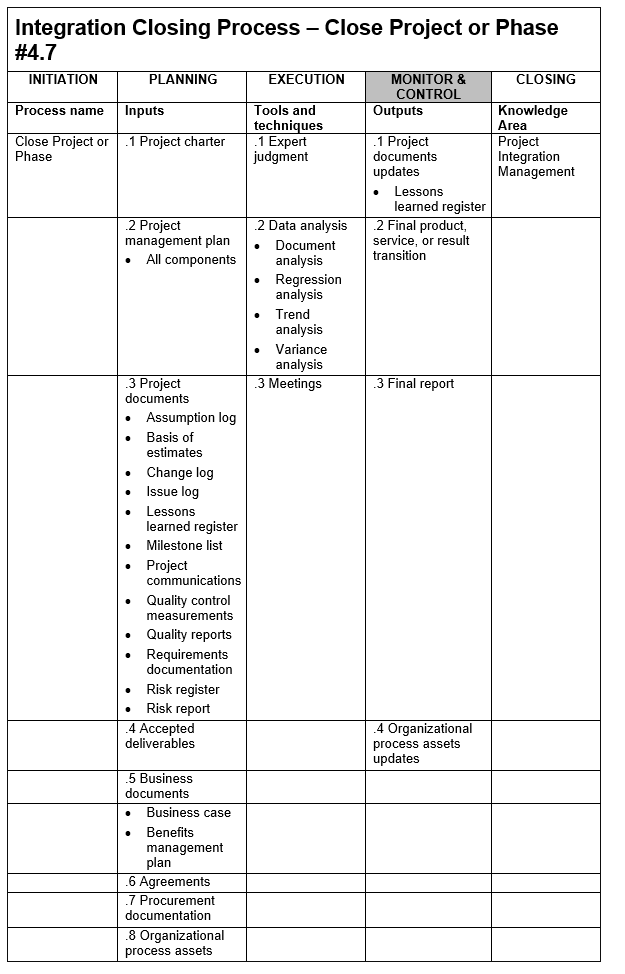 Integration Closing Process – Close Project or Phase
#4.7
INITIATION
PLANNING
EXECUTION
MONITOR &
CONTROL
CLOSING
Process name
Inputs
Tools and
techniques
Outputs
Knowledge
Area
Close Project or
Phase
.1 Project charter
.1 Expert
judgment
.1 Project
documents
updates
• Lessons
learned register
Project
Integration
Management
.2 Project
management plan
• All components
.2 Data analysis
• Document
analysis
• Regression
analysis
• Trend
analysis
• Variance
analysis
.2 Final product,
service, or result
transition
.3 Project
documents
• Assumption log
• Basis of
estimates
• Change log
• Issue log
• Lessons
learned register
• Milestone list
• Project
communications
• Quality control
measurements
• Quality reports
• Requirements
documentation
• Risk register
• Risk report
.3 Meetings
.3 Final report
.4 Accepted
deliverables
.4 Organizational
process assets
updates
.5 Business
documents
• Business case
• Benefits
management
plan
.6 Agreements
.7 Procurement
documentation
.8 Organizational
process assets